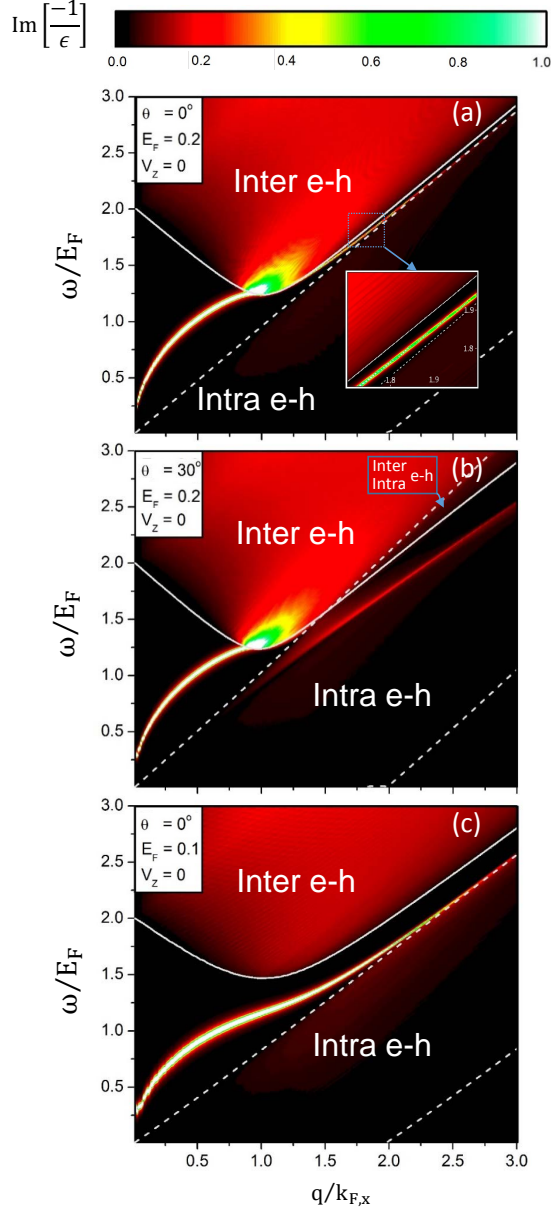 Im [-1/ϵ]
0.0 0.2 0.4 0.6 0.8 1.0
(a)
θ = 0°
E_F = 0.2
V_Z = 0
Inter e-h
Intra e-h
1.9
1.8
1.8 1.9
ω/E_F
3.0
2.5
2.0
1.5
1.0
0.5
(b)
θ = 30°
E_F = 0.2
V_Z = 0
Inter
Intra e-h
Inter e-h
Intra e-h
ω/E_F
3.0
2.5
2.0
1.5
1.0
0.5
(c)
θ = 0°
E_F = 0.1
V_Z = 0
Inter e-h
Intra e-h
ω/E_F
3.0
2.5
2.0
1.5
1.0
0.5
0.5 1.0 1.5 2.0 2.5 3.0
q/k_F,x